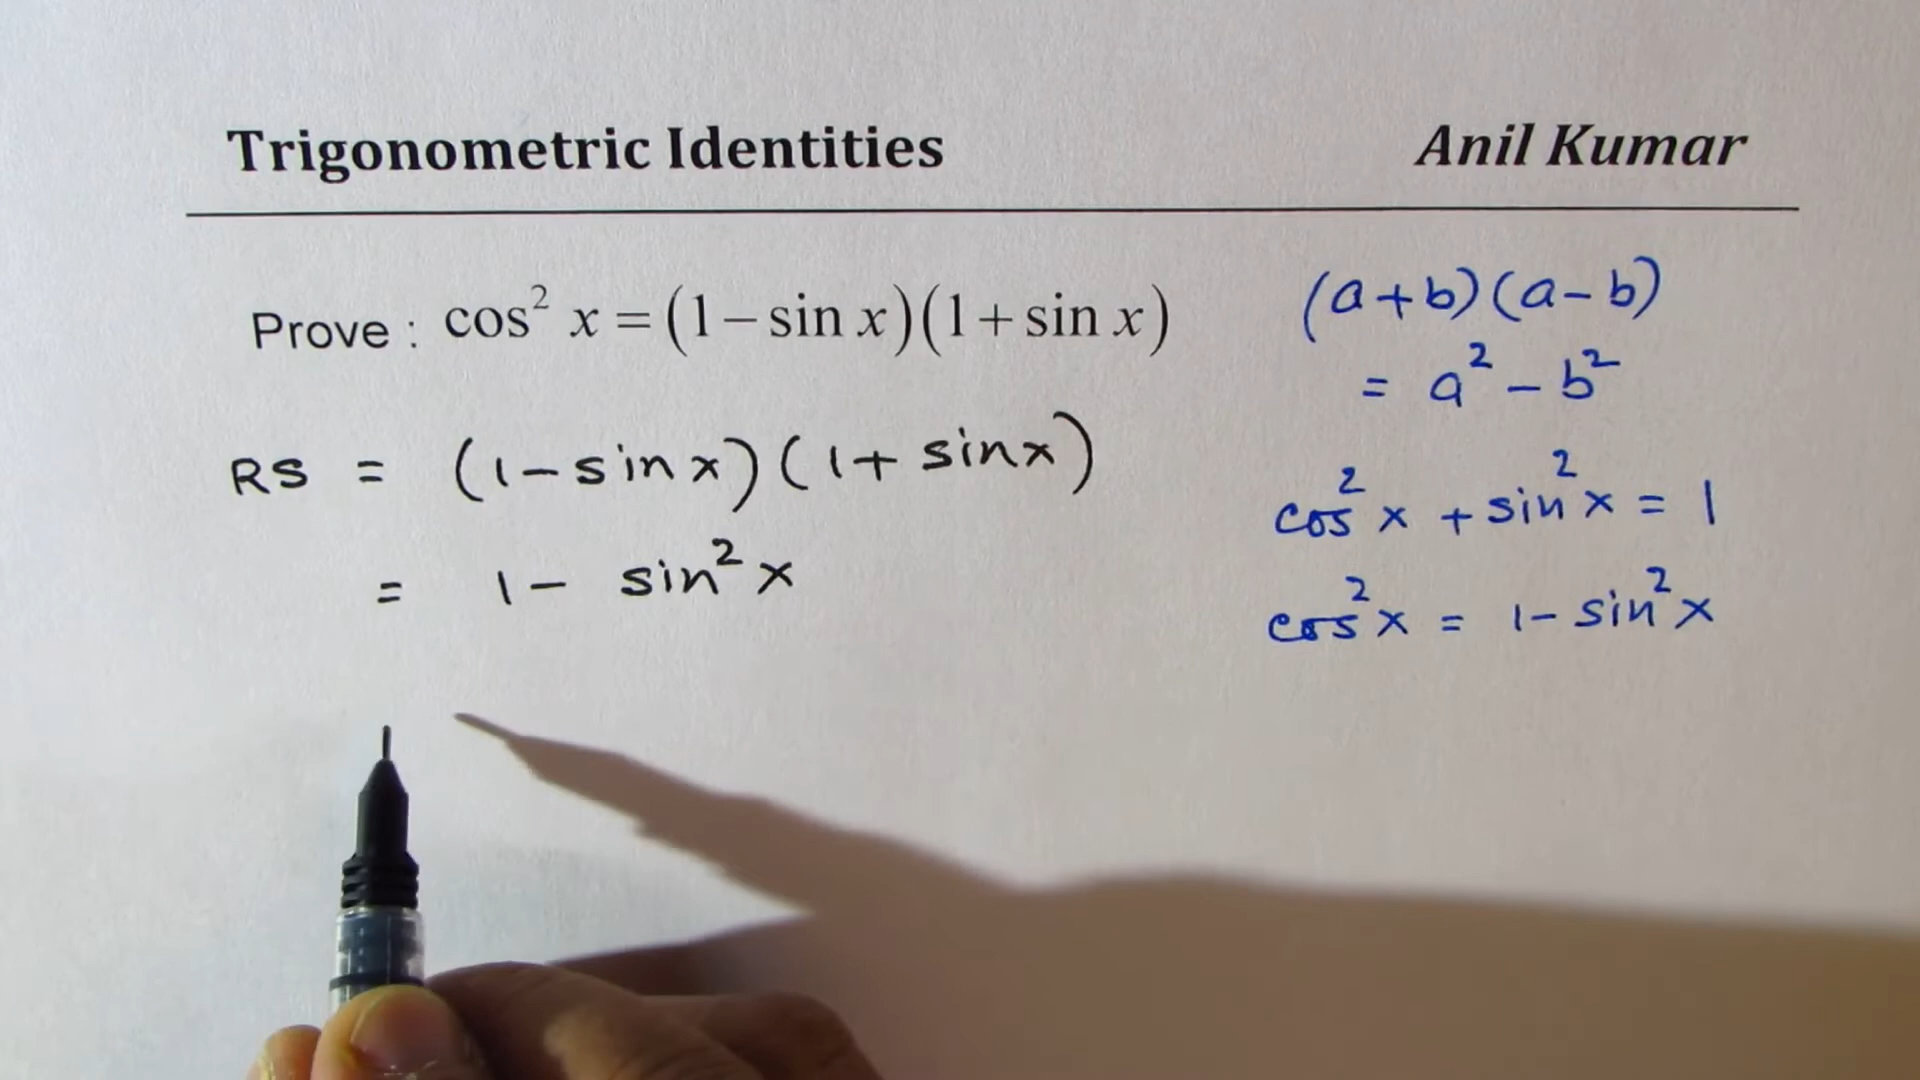 Trigonometric Identities Anil Kumar
Prove : cos² x = (1 − sin x)(1 + sin x)
RS = (1 − sin x)(1 + sin x)
= 1 − sin² x
(a + b)(a − b)
= a² − b²
cos² x + sin² x = 1
cos² x = 1 − sin² x